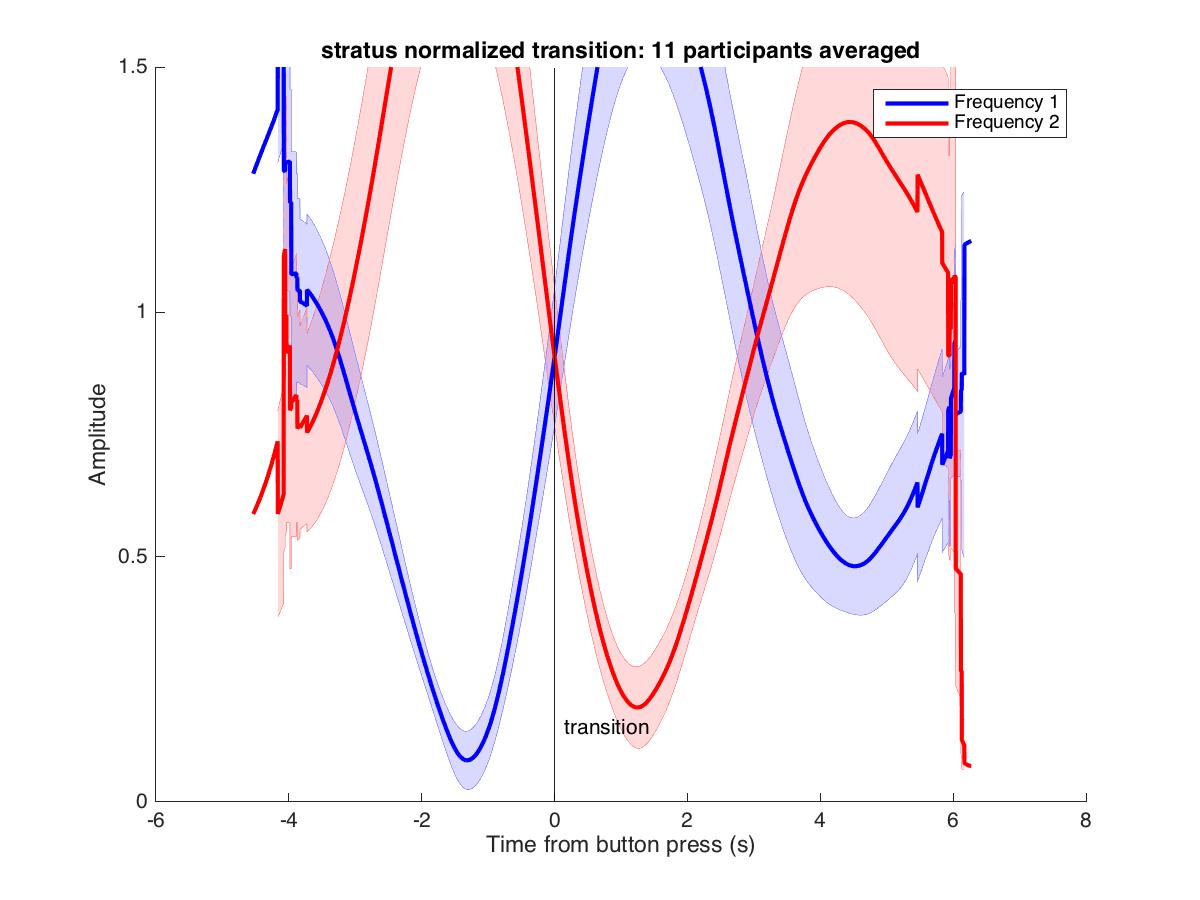 stratus normalized transition: 11 participants averaged
1.5
Frequency 1
Frequency 2
1
Amplitude
0.5
transition
0
-6
-4
-2
0
2
4
6
8
Time from button press (s)